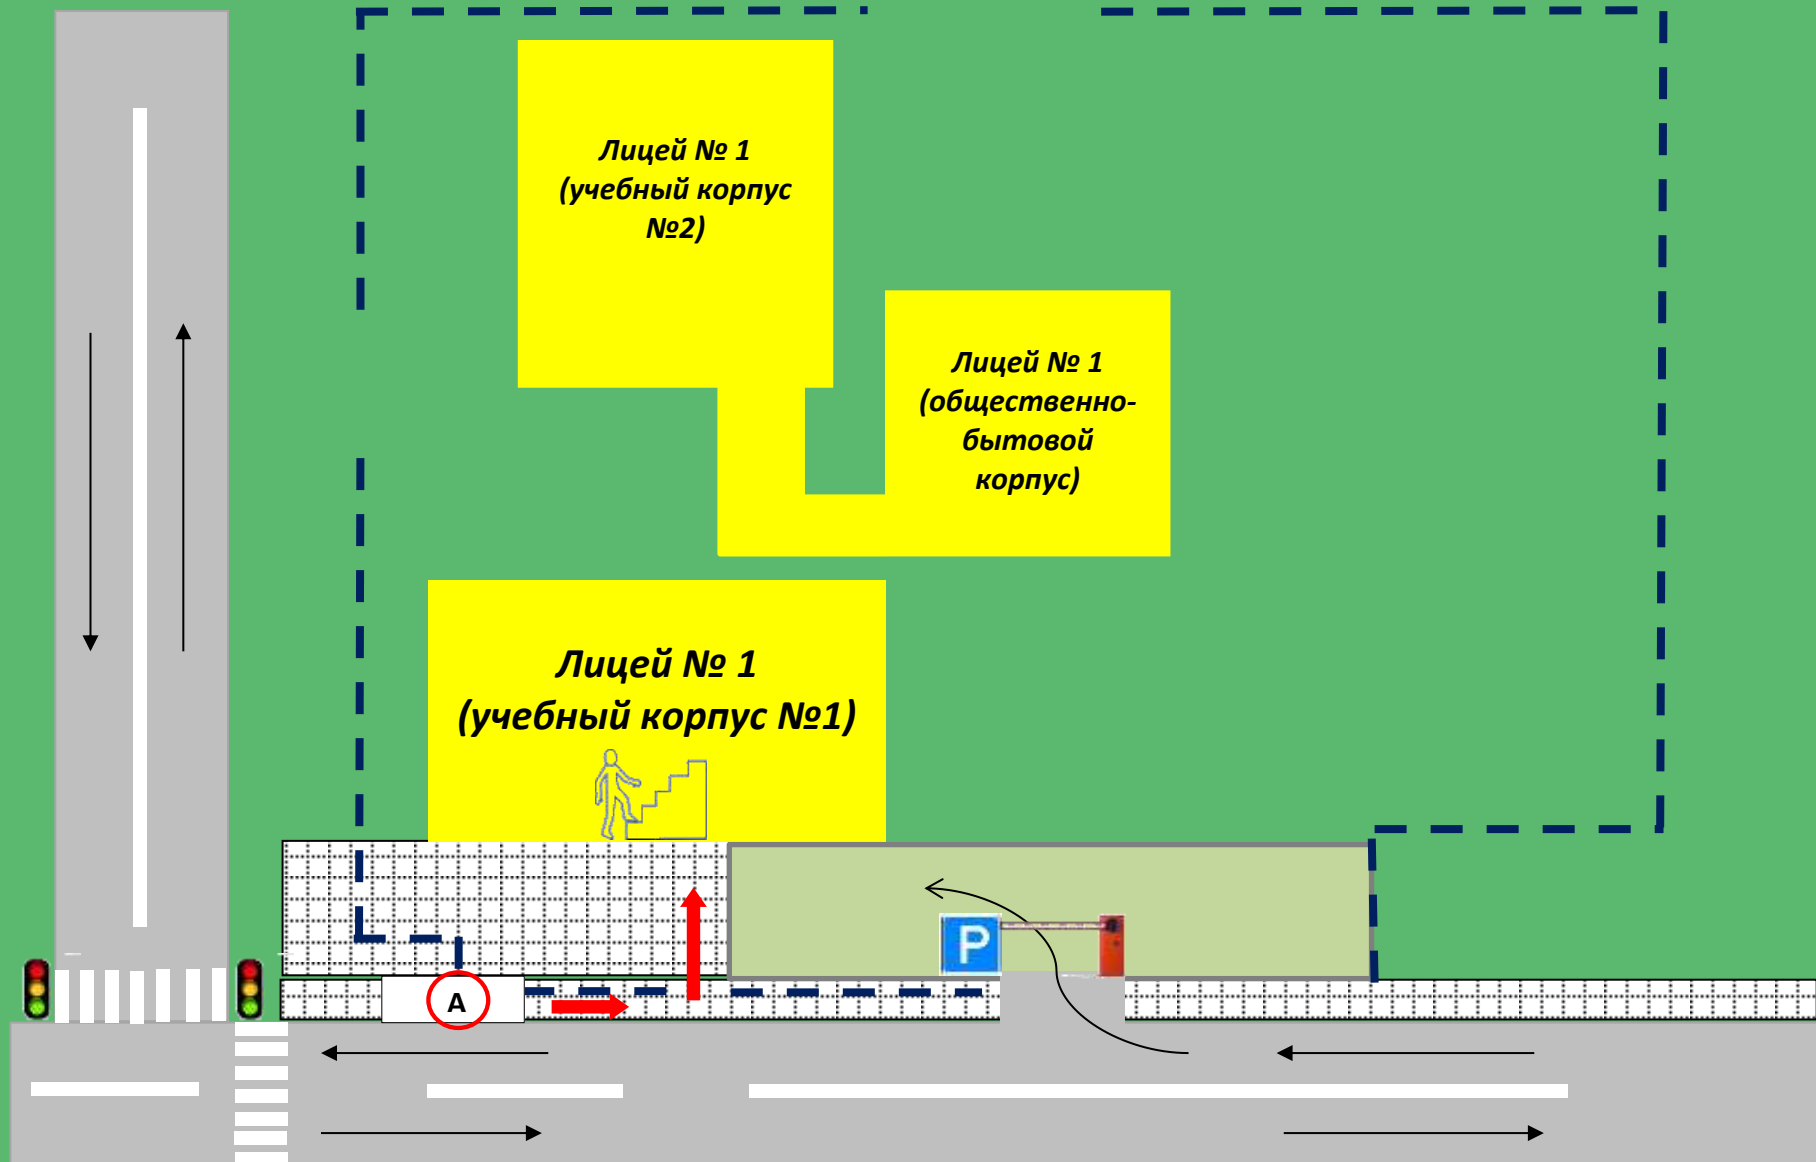 Лицей № 1
(учебный корпус
№2)
Лицей № 1
(общественно-
бытовой
корпус)
Лицей № 1
(учебный корпус №1)
P
А